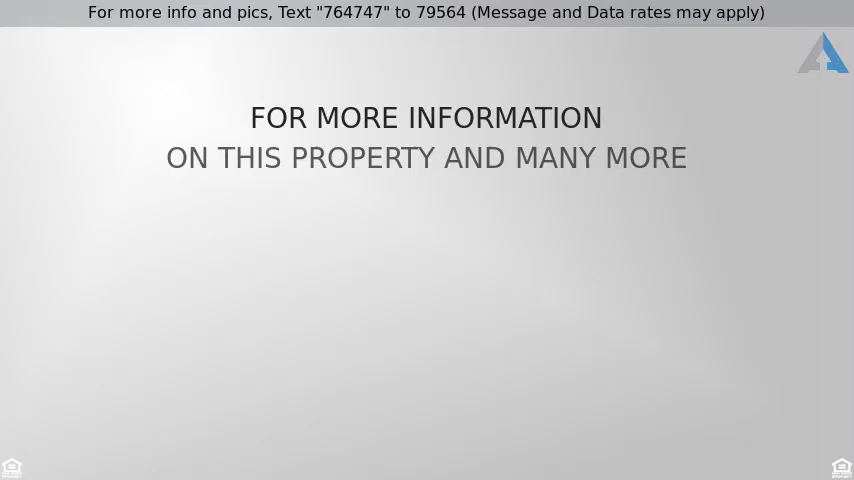 For more info and pics, Text "764747" to 79564 (Message and Data rates may apply)
FOR MORE INFORMATION
ON THIS PROPERTY AND MANY MORE